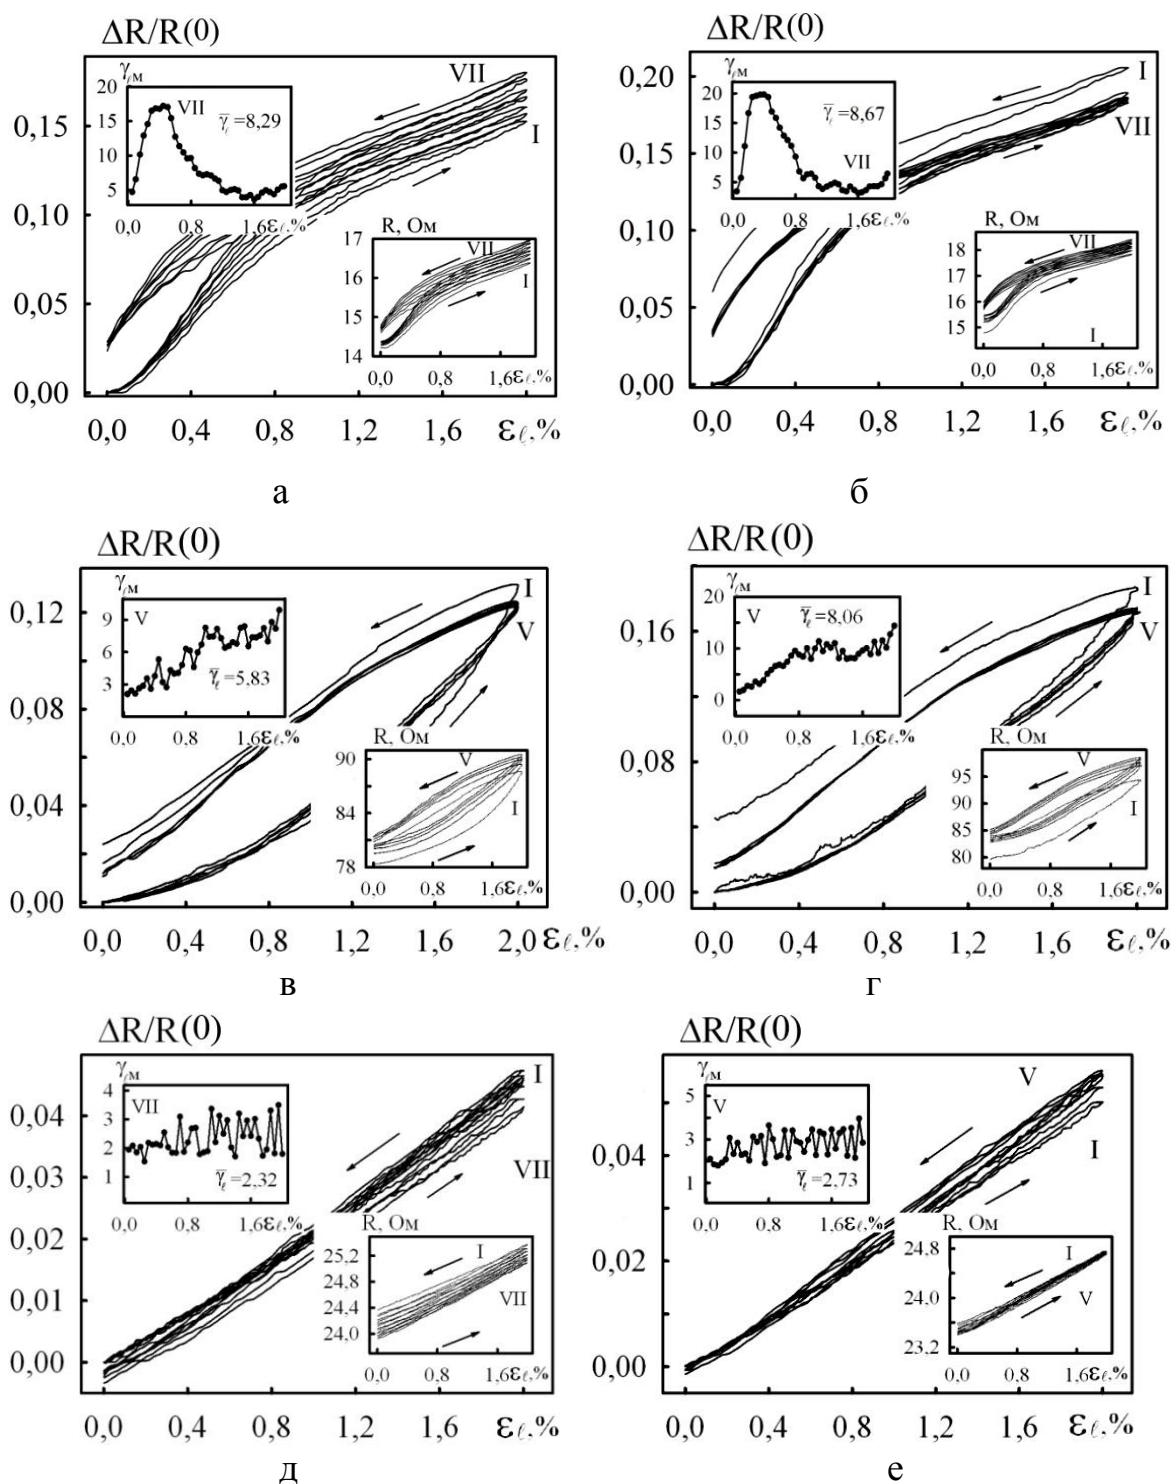 ΔR/R(0)
γℓм
VII
20
15
10
5
γ̅ℓ=8,29
0,0 0,8 1,6εℓ,%
VII
I
0,15
0,10
0,05
0,00
R, Ом
17
16
15
14
VII
I
0,0 0,8 1,6εℓ,%
0,0 0,4 0,8 1,2 1,6 εℓ,%
а
ΔR/R(0)
γℓм
20
15
10
5
γ̅ℓ=8,67
VII
0,0 0,8 1,6εℓ,%
I
VII
0,20
0,15
0,10
0,05
0,00
R, Ом
18
17
16
15
VII
I
0,0 0,8 1,6εℓ,%
0,0 0,4 0,8 1,2 1,6 εℓ,%
б
ΔR/R(0)
γℓм
V
9
6
3
γ̅ℓ=5,83
0,0 0,8 1,6εℓ,%
I
V
0,12
0,08
0,04
0,00
R, Ом
90
84
78
V
I
0,0 0,8 1,6εℓ,%
0,0 0,4 0,8 1,2 1,6 2,0 εℓ,%
в
ΔR/R(0)
γℓм
20
10
0
V
γ̅ℓ=8,06
0,0 0,8 1,6εℓ,%
I
V
0,16
0,08
0,00
R, Ом
95
90
85
80
V
I
0,0 0,8 1,6εℓ,%
0,0 0,4 0,8 1,2 1,6 εℓ,%
г
ΔR/R(0)
γℓм
4
3
2
1
VII
γ̅ℓ=2,32
0,0 0,8 1,6εℓ,%
I
VII
0,04
0,03
0,02
0,01
0,00
R, Ом
25,2
24,8
24,4
24,0
I
VII
0,0 0,8 1,6εℓ,%
0,0 0,4 0,8 1,2 1,6 εℓ,%
д
ΔR/R(0)
γℓм
5
3
1
V
γ̅ℓ=2,73
0,0 0,8 1,6εℓ,%
V
I
0,04
0,02
0,00
R, Ом
24,8
24,0
23,2
I
V
0,0 0,8 1,6εℓ,%
0,0 0,4 0,8 1,2 1,6 εℓ,%
е